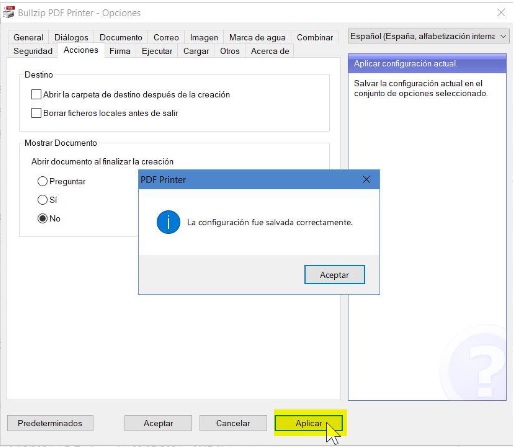 Bullzip PDF Printer - Opciones
General Diálogos Documento Correo Imagen Marca de agua Combinar
Seguridad Acciones Firma Ejecutar Cargar Otros Acerca de
Español (España, alfabetización interna
Destino
Abrir la carpeta de destino después de la creación
Borrar ficheros locales antes de salir
Mostrar Documento
Abrir documento al finalizar la creación
Preguntar
Sí
No
Aplicar configuración actual.
Salvar la configuración actual en el
conjunto de opciones seleccionado.
PDF Printer
La configuración fue salvada correctamente.
Aceptar
Predeterminados Aceptar Cancelar Aplicar